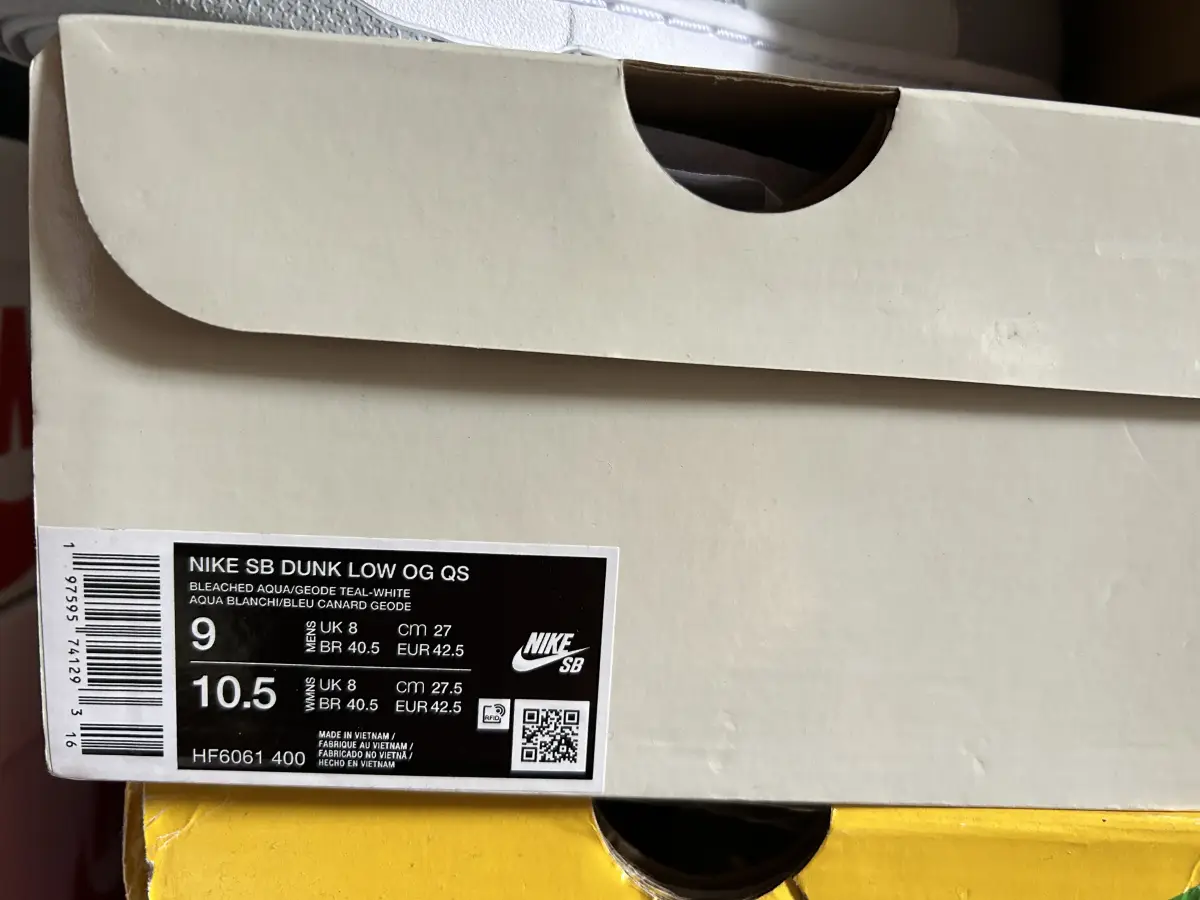 NIKE SB DUNK LOW OG QS
BLEACHED AQUA/GEODE TEAL-WHITE
AQUA BLANCHI/BLEU CANARD GEODE
9
MENS
UK 8
cm 27
BR 40.5
EUR 42.5
10.5
WMNS
UK 8
cm 27.5
BR 40.5
EUR 42.5
HF6061 400
MADE IN VIETNAM /
FABRIQUE AU VIETNAM /
FABRICADO NO VIETNÃ /
HECHO EN VIETNAM
NIKE
SB
RFID
1 97595 74129 3 16